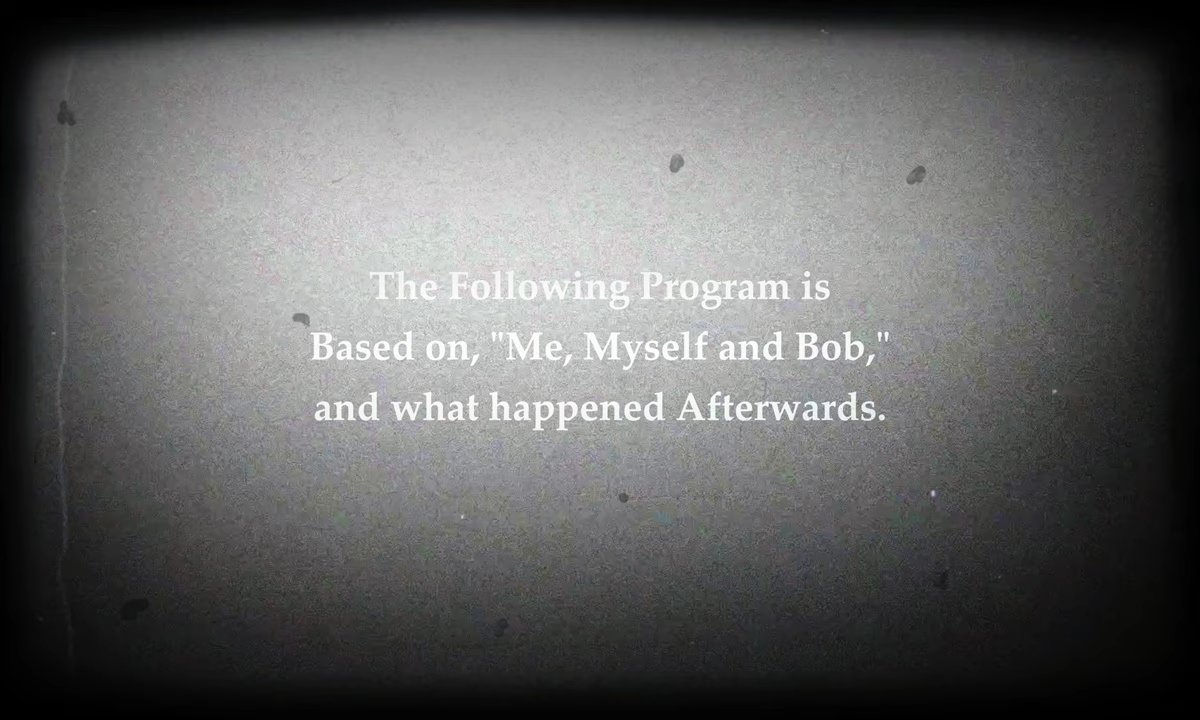 The Following Program is
Based on, "Me, Myself and Bob,"
and what happened Afterwards.